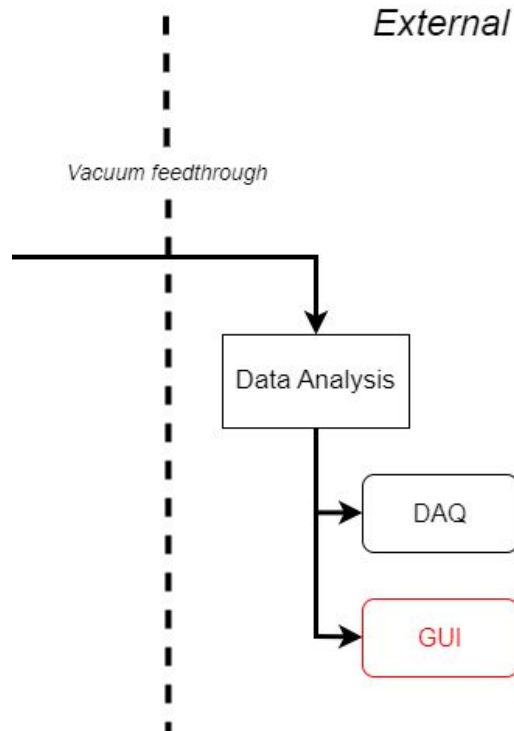 External
Vacuum feedthrough
Data Analysis
DAQ
GUI